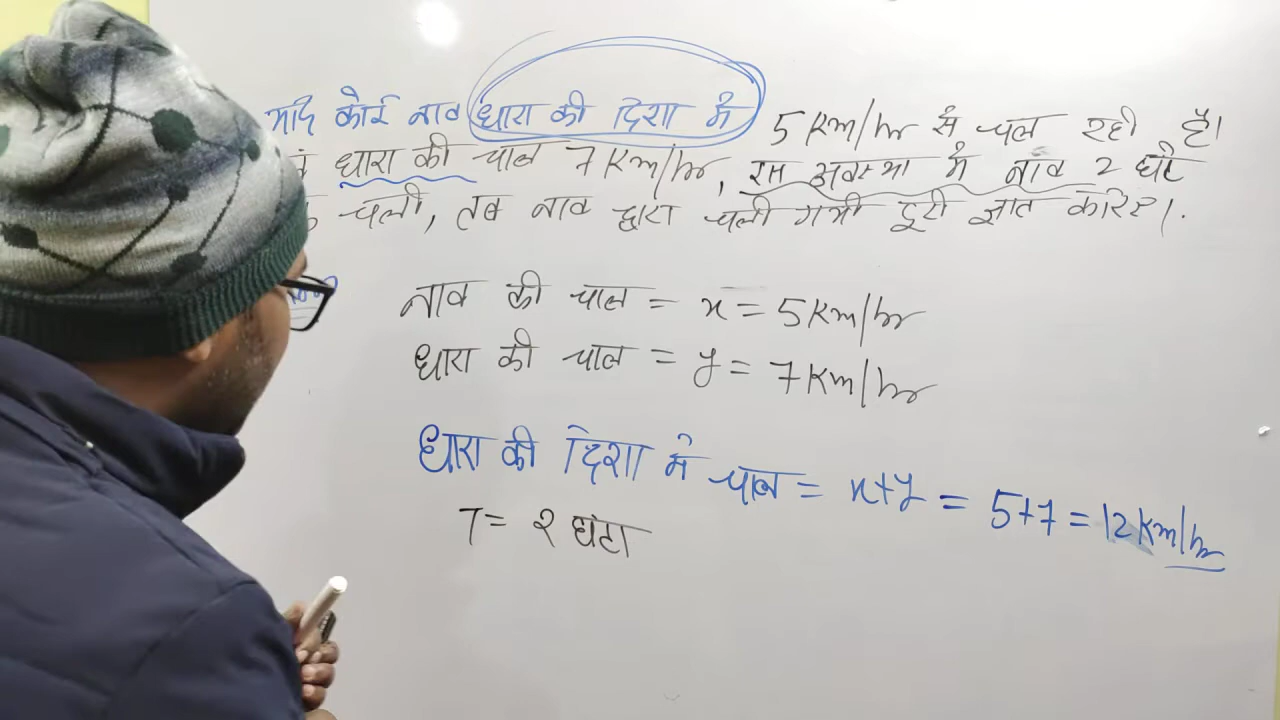 यदि कोई नाव धारा की दिशा में 5 Km/hr से चल रही है।
धारा की चाल 7 Km/hr, इस अवस्था में नाव 2 घंटे
चली, तब नाव द्वारा चली गयी दूरी ज्ञात करिए।
नाव की चाल = x = 5 Km/hr
धारा की चाल = y = 7 Km/hr
धारा की दिशा में चाल = x+y = 5+7 = 12 Km/hr
T = २ घंटा